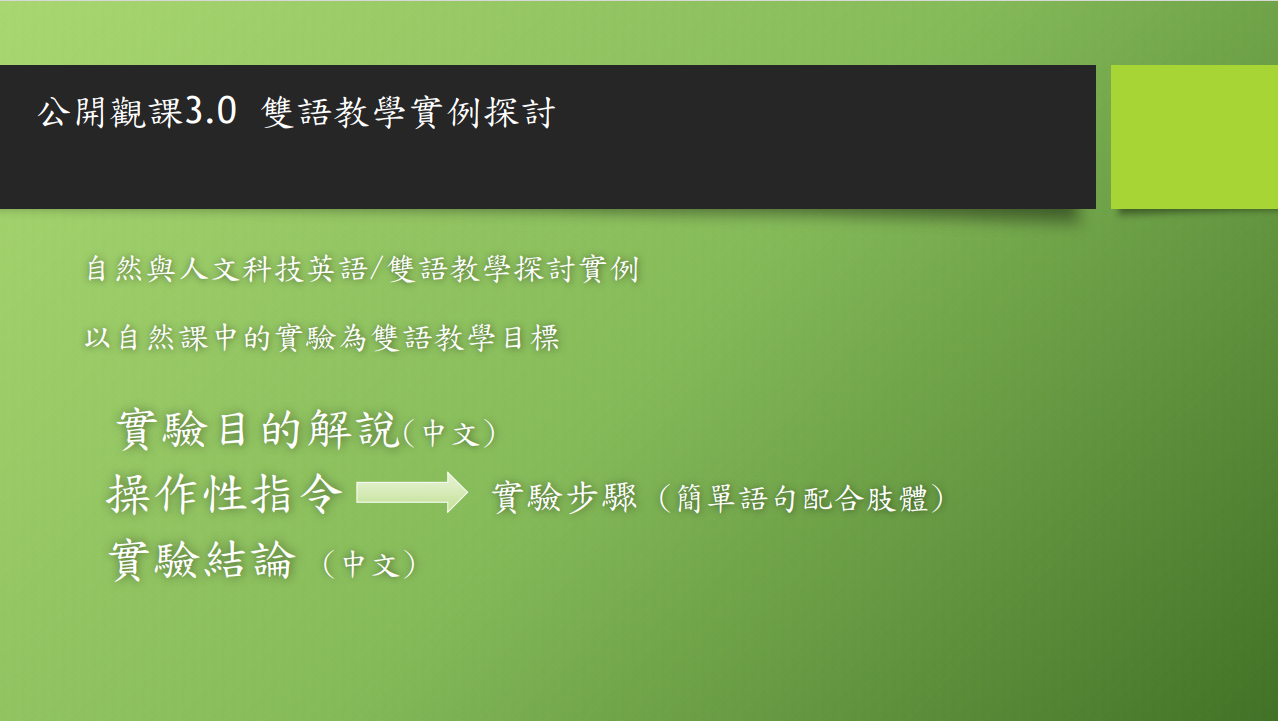 公開觀課3.0 雙語教學實例探討
自然與人文科技英語/雙語教學探討實例
以自然課中的實驗為雙語教學目標
實驗目的解說(中文)
操作性指令 實驗步驟 (簡單語句配合肢體)
實驗結論 (中文)